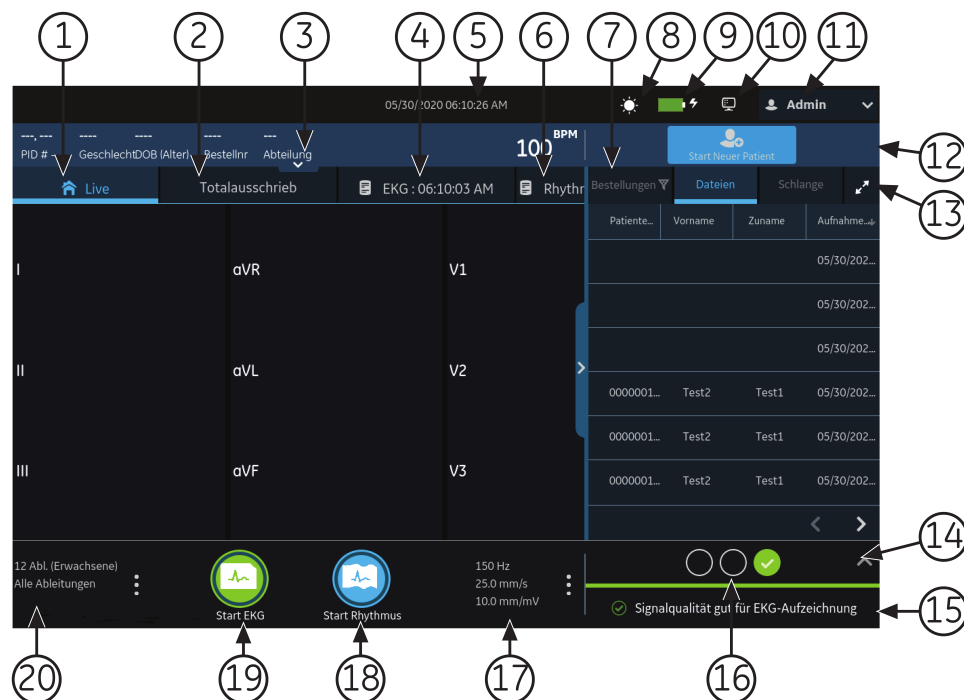 1 2 3 4 5 6 7 8 9 10 11
05/30/2020 06:10:26 AM
Admin
---, --- ---- ---- ---- ---
PID # -- Geschlecht DOB (Alter) Bestellnr Abteilung
100 BPM
Start Neuer Patient
12
Live Totalausschrieb EKG : 06:10:03 AM Rhythr
Bestellungen Dateien Schlange
13
Patiente... Vorname Zuname Aufnahme...
I aVR V1
05/30/202...
05/30/202...
05/30/202...
II aVL V2
0000001... Test2 Test1 05/30/202...
0000001... Test2 Test1 05/30/202...
III aVF V3
0000001... Test2 Test1 05/30/202...
14
12 Abl. (Erwachsene)
Alle Ableitungen
Start EKG
Start Rhythmus
150 Hz
25.0 mm/s
10.0 mm/mV
Signalqualität gut für EKG-Aufzeichnung
15
20 19 18 17 16